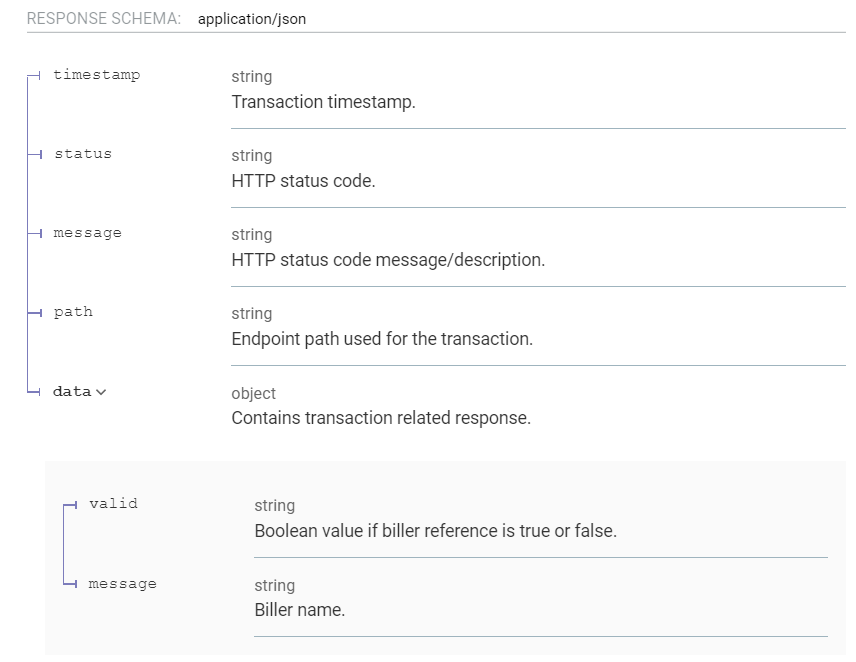 RESPONSE SCHEMA: application/json
timestamp string
Transaction timestamp.
status string
HTTP status code.
message string
HTTP status code message/description.
path string
Endpoint path used for the transaction.
data object
Contains transaction related response.
valid string
Boolean value if biller reference is true or false.
message string
Biller name.